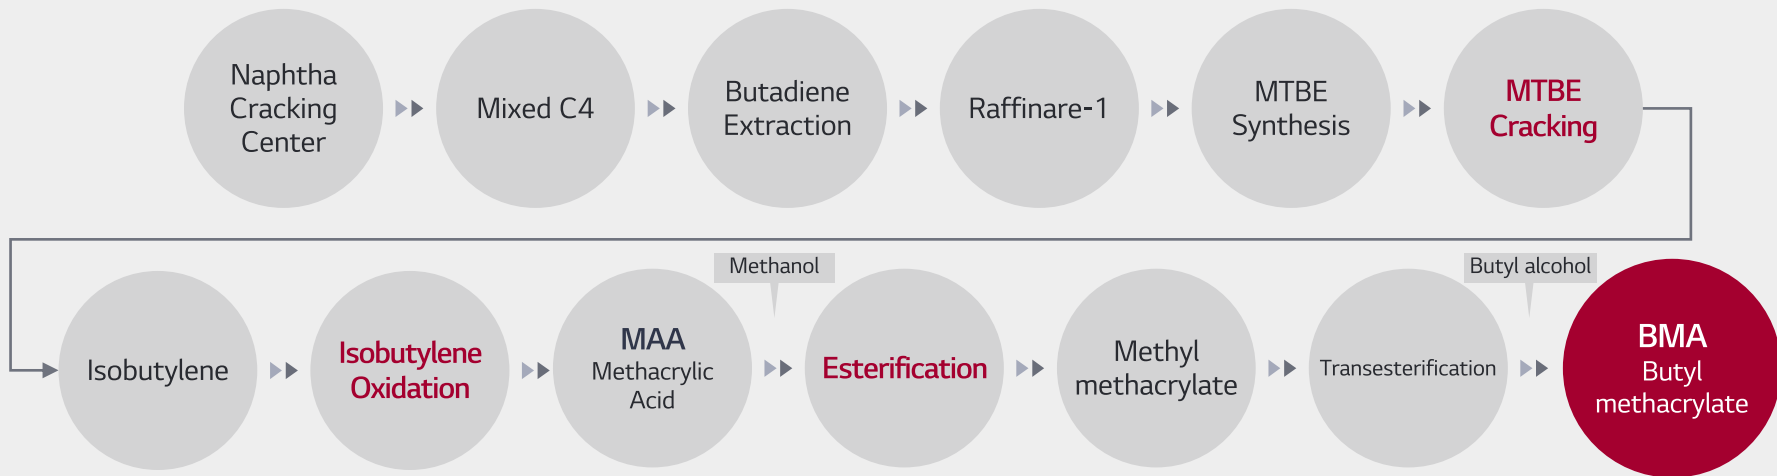 Naphtha
Cracking
Center
Mixed C4
Butadiene
Extraction
Raffinare-1
MTBE
Synthesis
MTBE
Cracking
Isobutylene
Isobutylene
Oxidation
MAA
Methacrylic
Acid
Methanol
Esterification
Methyl
methacrylate
Transesterification
Butyl alcohol
BMA
Butyl
methacrylate